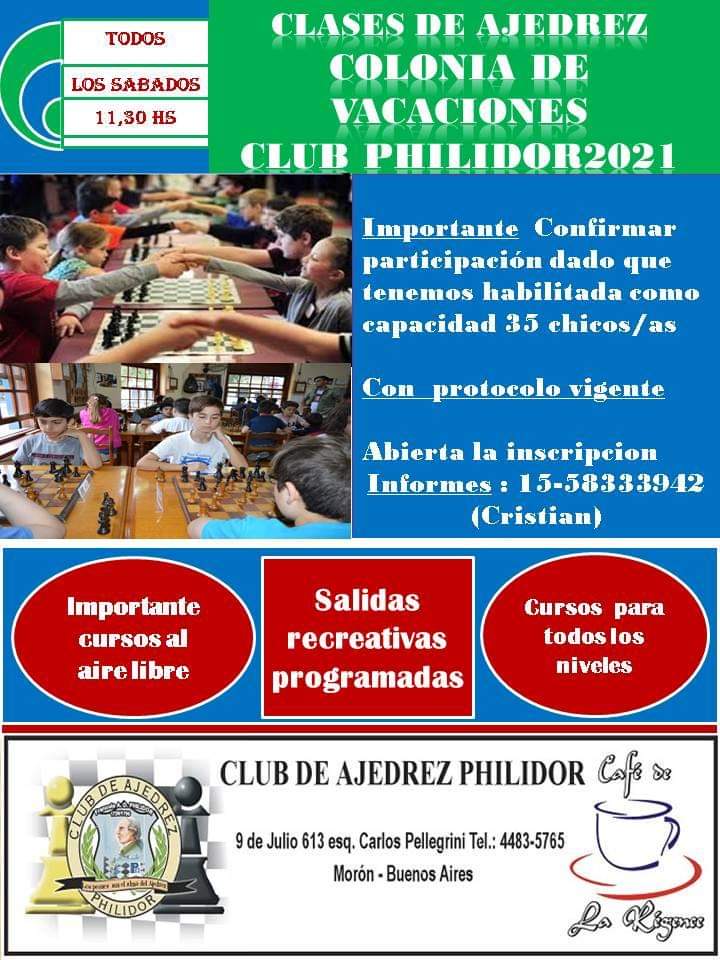 TODOS
LOS SABADOS
11,30 HS
CLASES DE AJEDREZ
COLONIA DE
VACACIONES
CLUB PHILIDOR2021
Importante Confirmar
participación dado que
tenemos habilitada como
capacidad 35 chicos/as
Con protocolo vigente
Abierta la inscripcion
Informes : 15-58333942
(Cristian)
Importante
cursos al
aire libre
Salidas
recreativas
programadas
Cursos para
todos los
niveles
CLUB DE AJEDREZ
PHILIDOR
CLUB DE AJEDREZ PHILIDOR
9 de Julio 613 esq. Carlos Pellegrini Tel.: 4483-5765
Morón - Buenos Aires
Café de
La Régence